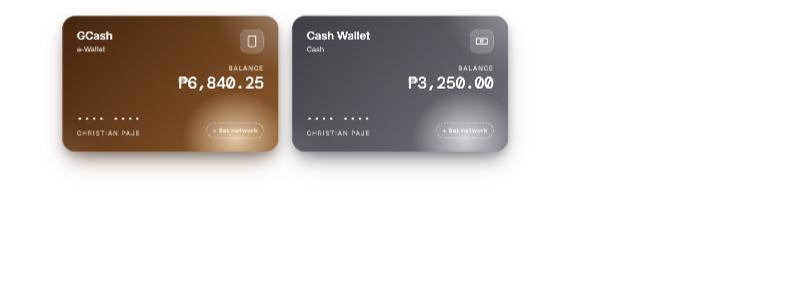 GCash
e-Wallet
BALANCE
₱6,840.25
•••• ••••
CHRISTIAN PAJE
+ Set network
Cash Wallet
Cash
BALANCE
₱3,250.00
•••• ••••
CHRISTIAN PAJE
+ Set network